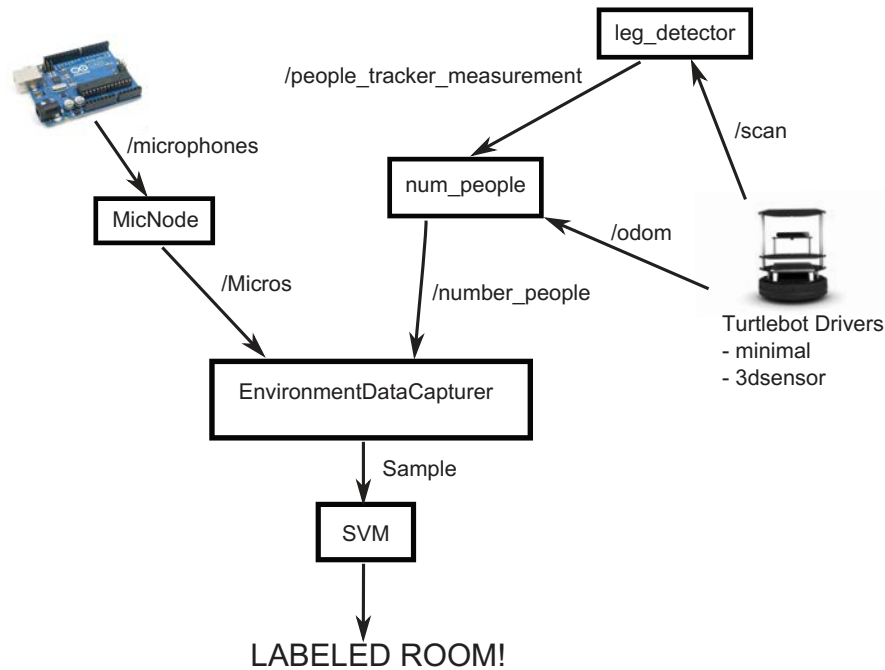 leg_detector
/people_tracker_measurement
/microphones
/scan
num_people
MicNode
/odom
/Micros
/number_people
Turtlebot Drivers
- minimal
- 3dsensor
EnvironmentDataCapturer
Sample
SVM
LABELED ROOM!